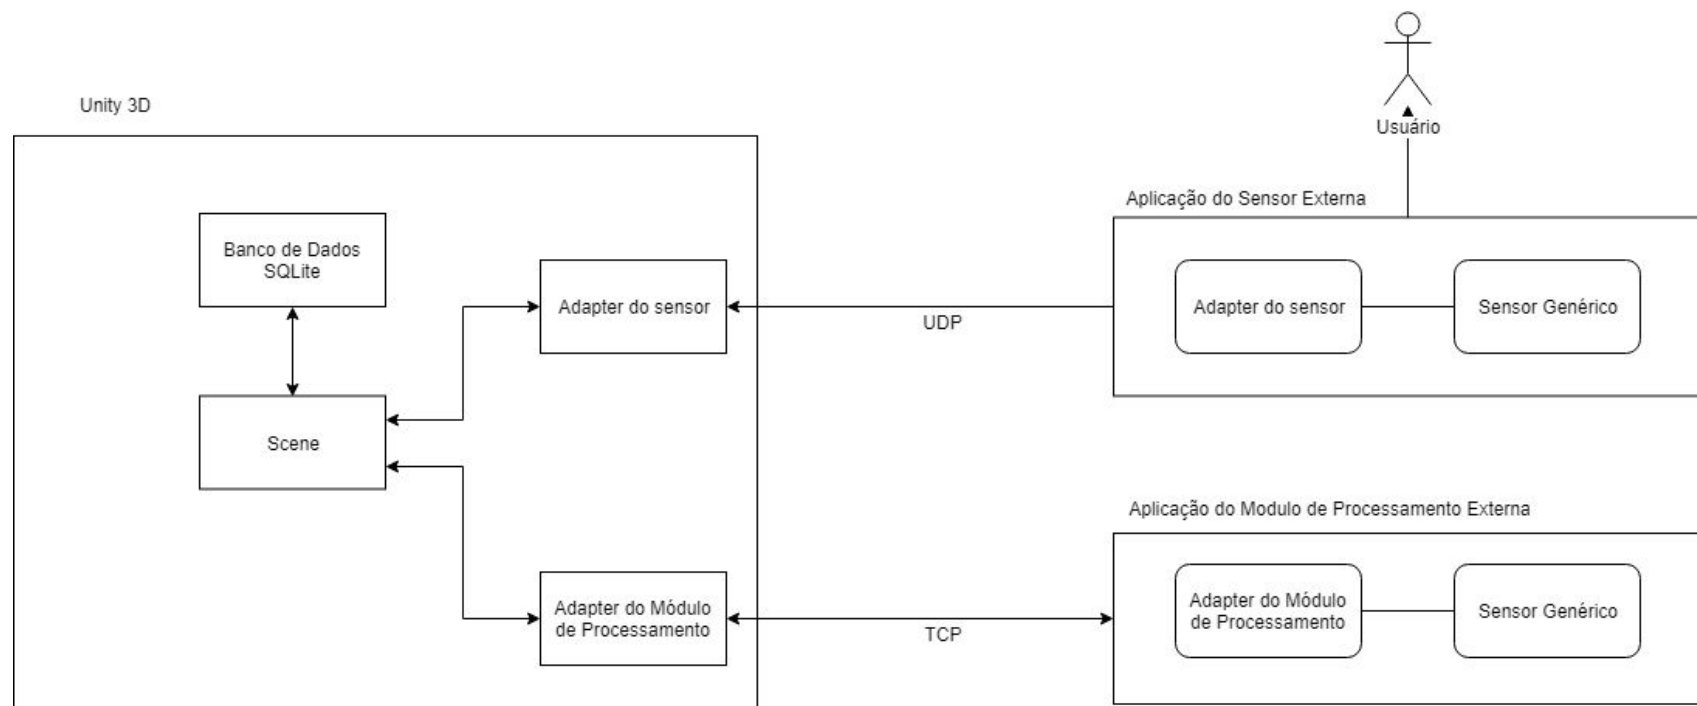 Usuário
Unity 3D
Aplicação do Sensor Externa
Banco de Dados
SQLite
Adapter do sensor
UDP
Adapter do sensor
Sensor Genérico
Scene
Aplicação do Modulo de Processamento Externa
Adapter do Módulo
de Processamento
TCP
Adapter do Módulo
de Processamento
Sensor Genérico